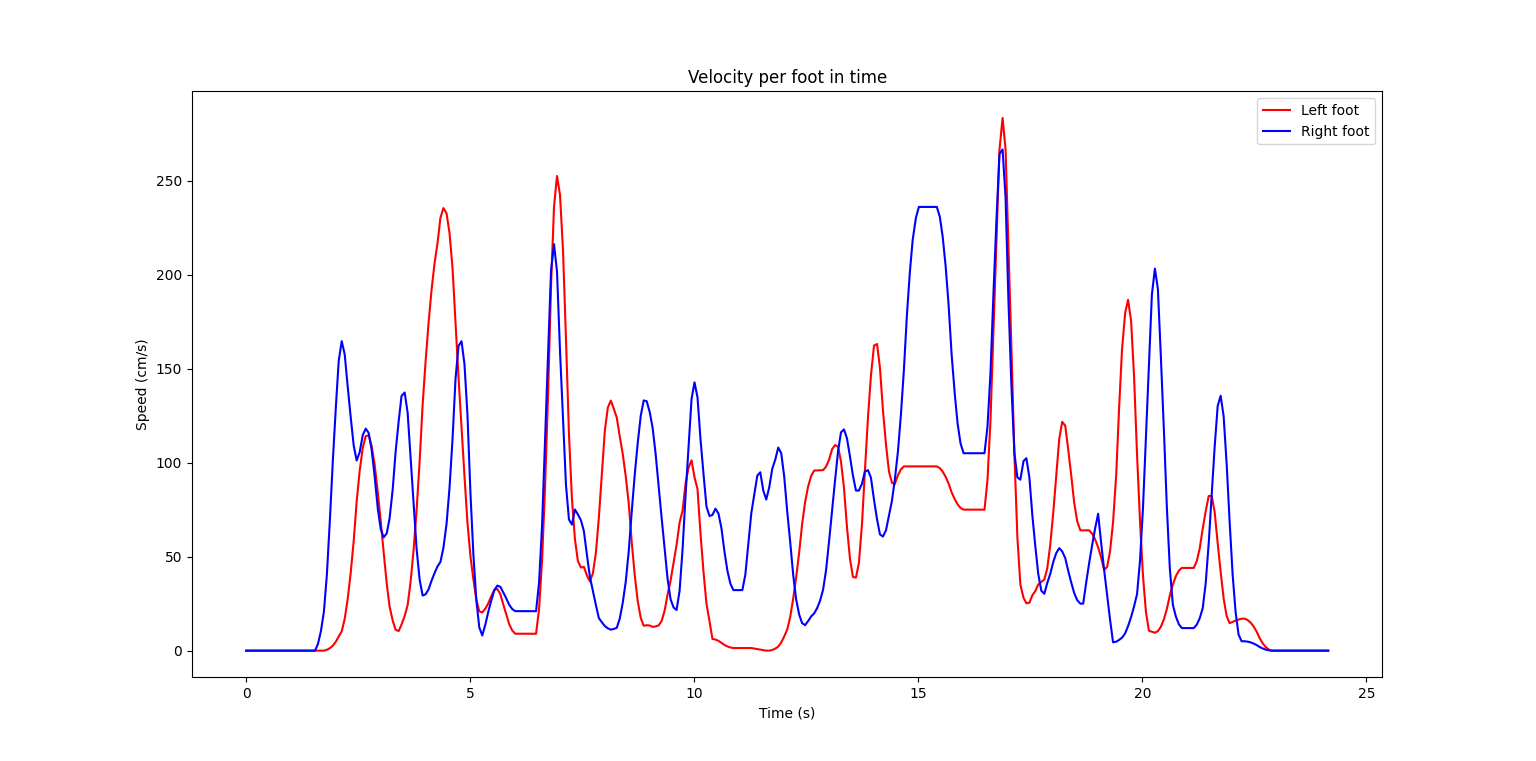 Velocity per foot in time
Left foot
Right foot
250
200
150
100
50
0
Speed (cm/s)
0 5 10 15 20 25
Time (s)